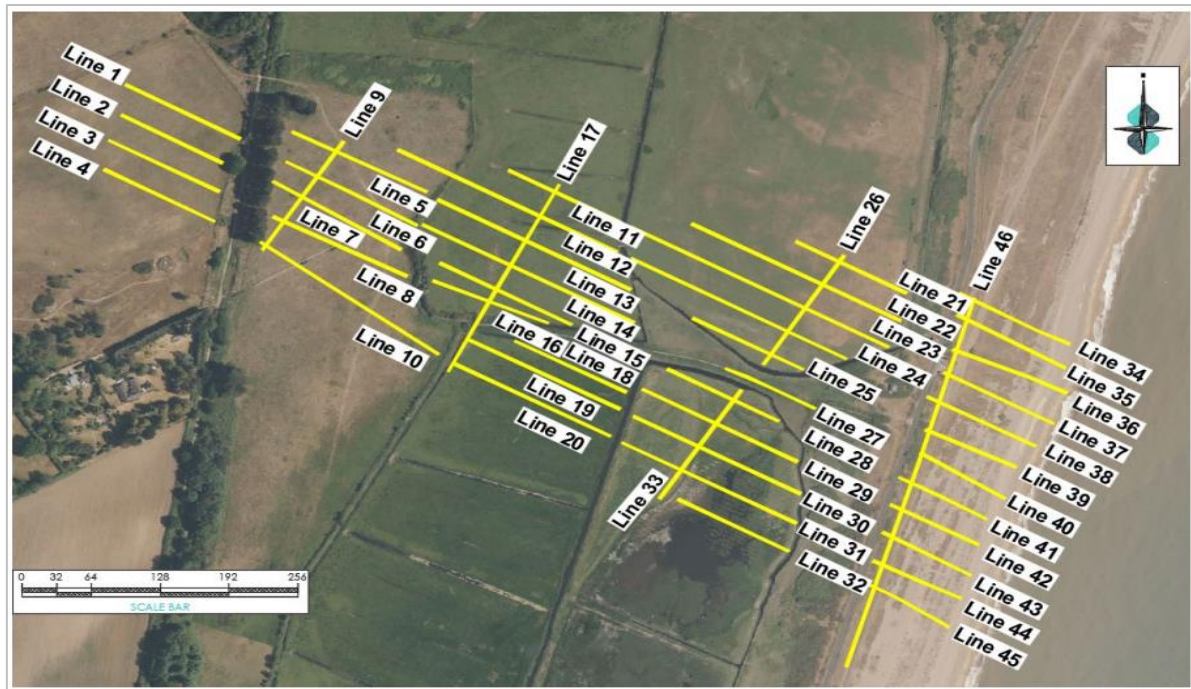 Line 1
Line 2
Line 3
Line 4
Line 9
Line 5
Line 6
Line 7
Line 8
Line 10
Line 17
Line 11
Line 12
Line 13
Line 14
Line 15
Line 16
Line 18
Line 19
Line 20
Line 26
Line 21
Line 22
Line 23
Line 24
Line 25
Line 27
Line 28
Line 29
Line 30
Line 31
Line 32
Line 33
Line 46
Line 34
Line 35
Line 36
Line 37
Line 38
Line 39
Line 40
Line 41
Line 42
Line 43
Line 44
Line 45
0 32 64 128 192 256
SCALE BAR